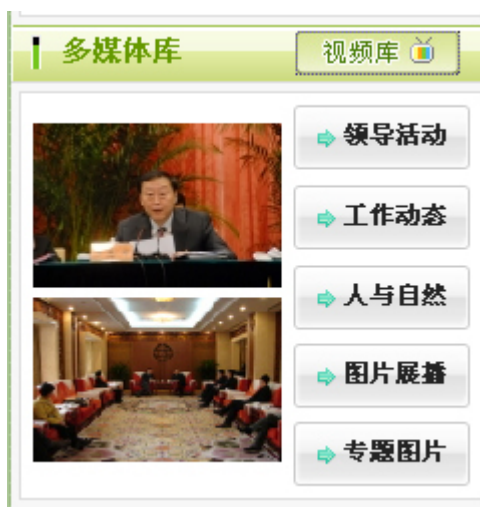 多媒体库
视频库
领导活动
工作动态
人与自然
图片展播
专题图片